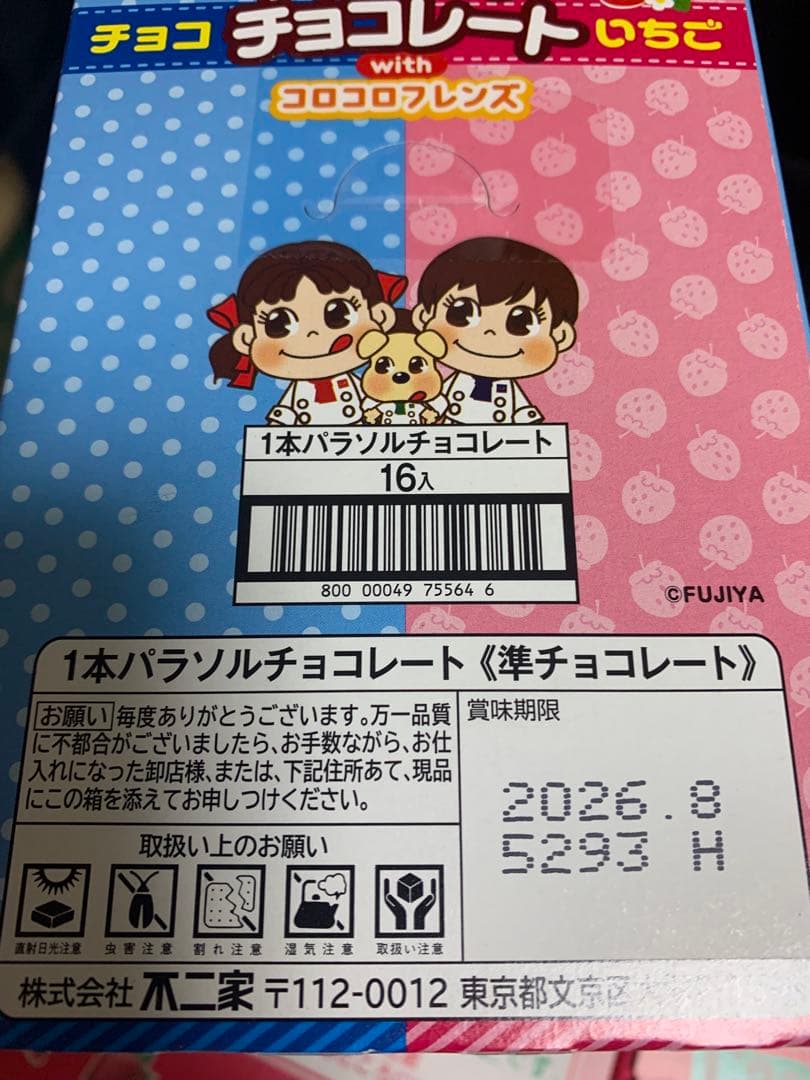 チョコ チョコレート いちご
with
コロコロフレンズ
1本パラソルチョコレート
16入
800 00049 75564 6
©FUJIYA
1本パラソルチョコレート《準チョコレート》
お願い 毎度ありがとうございます。万一品質
に不都合がございましたら、お手数ながら、お仕
入れになった卸店様、または、下記住所あて、現品
にこの箱を添えてお申しつけください。
賞味期限
2026.8
5293 H
取扱い上のお願い
直射日光注意 虫害注意 割れ注意 湿気注意 取扱い注意
株式会社 不二家 〒112-0012 東京都文京区